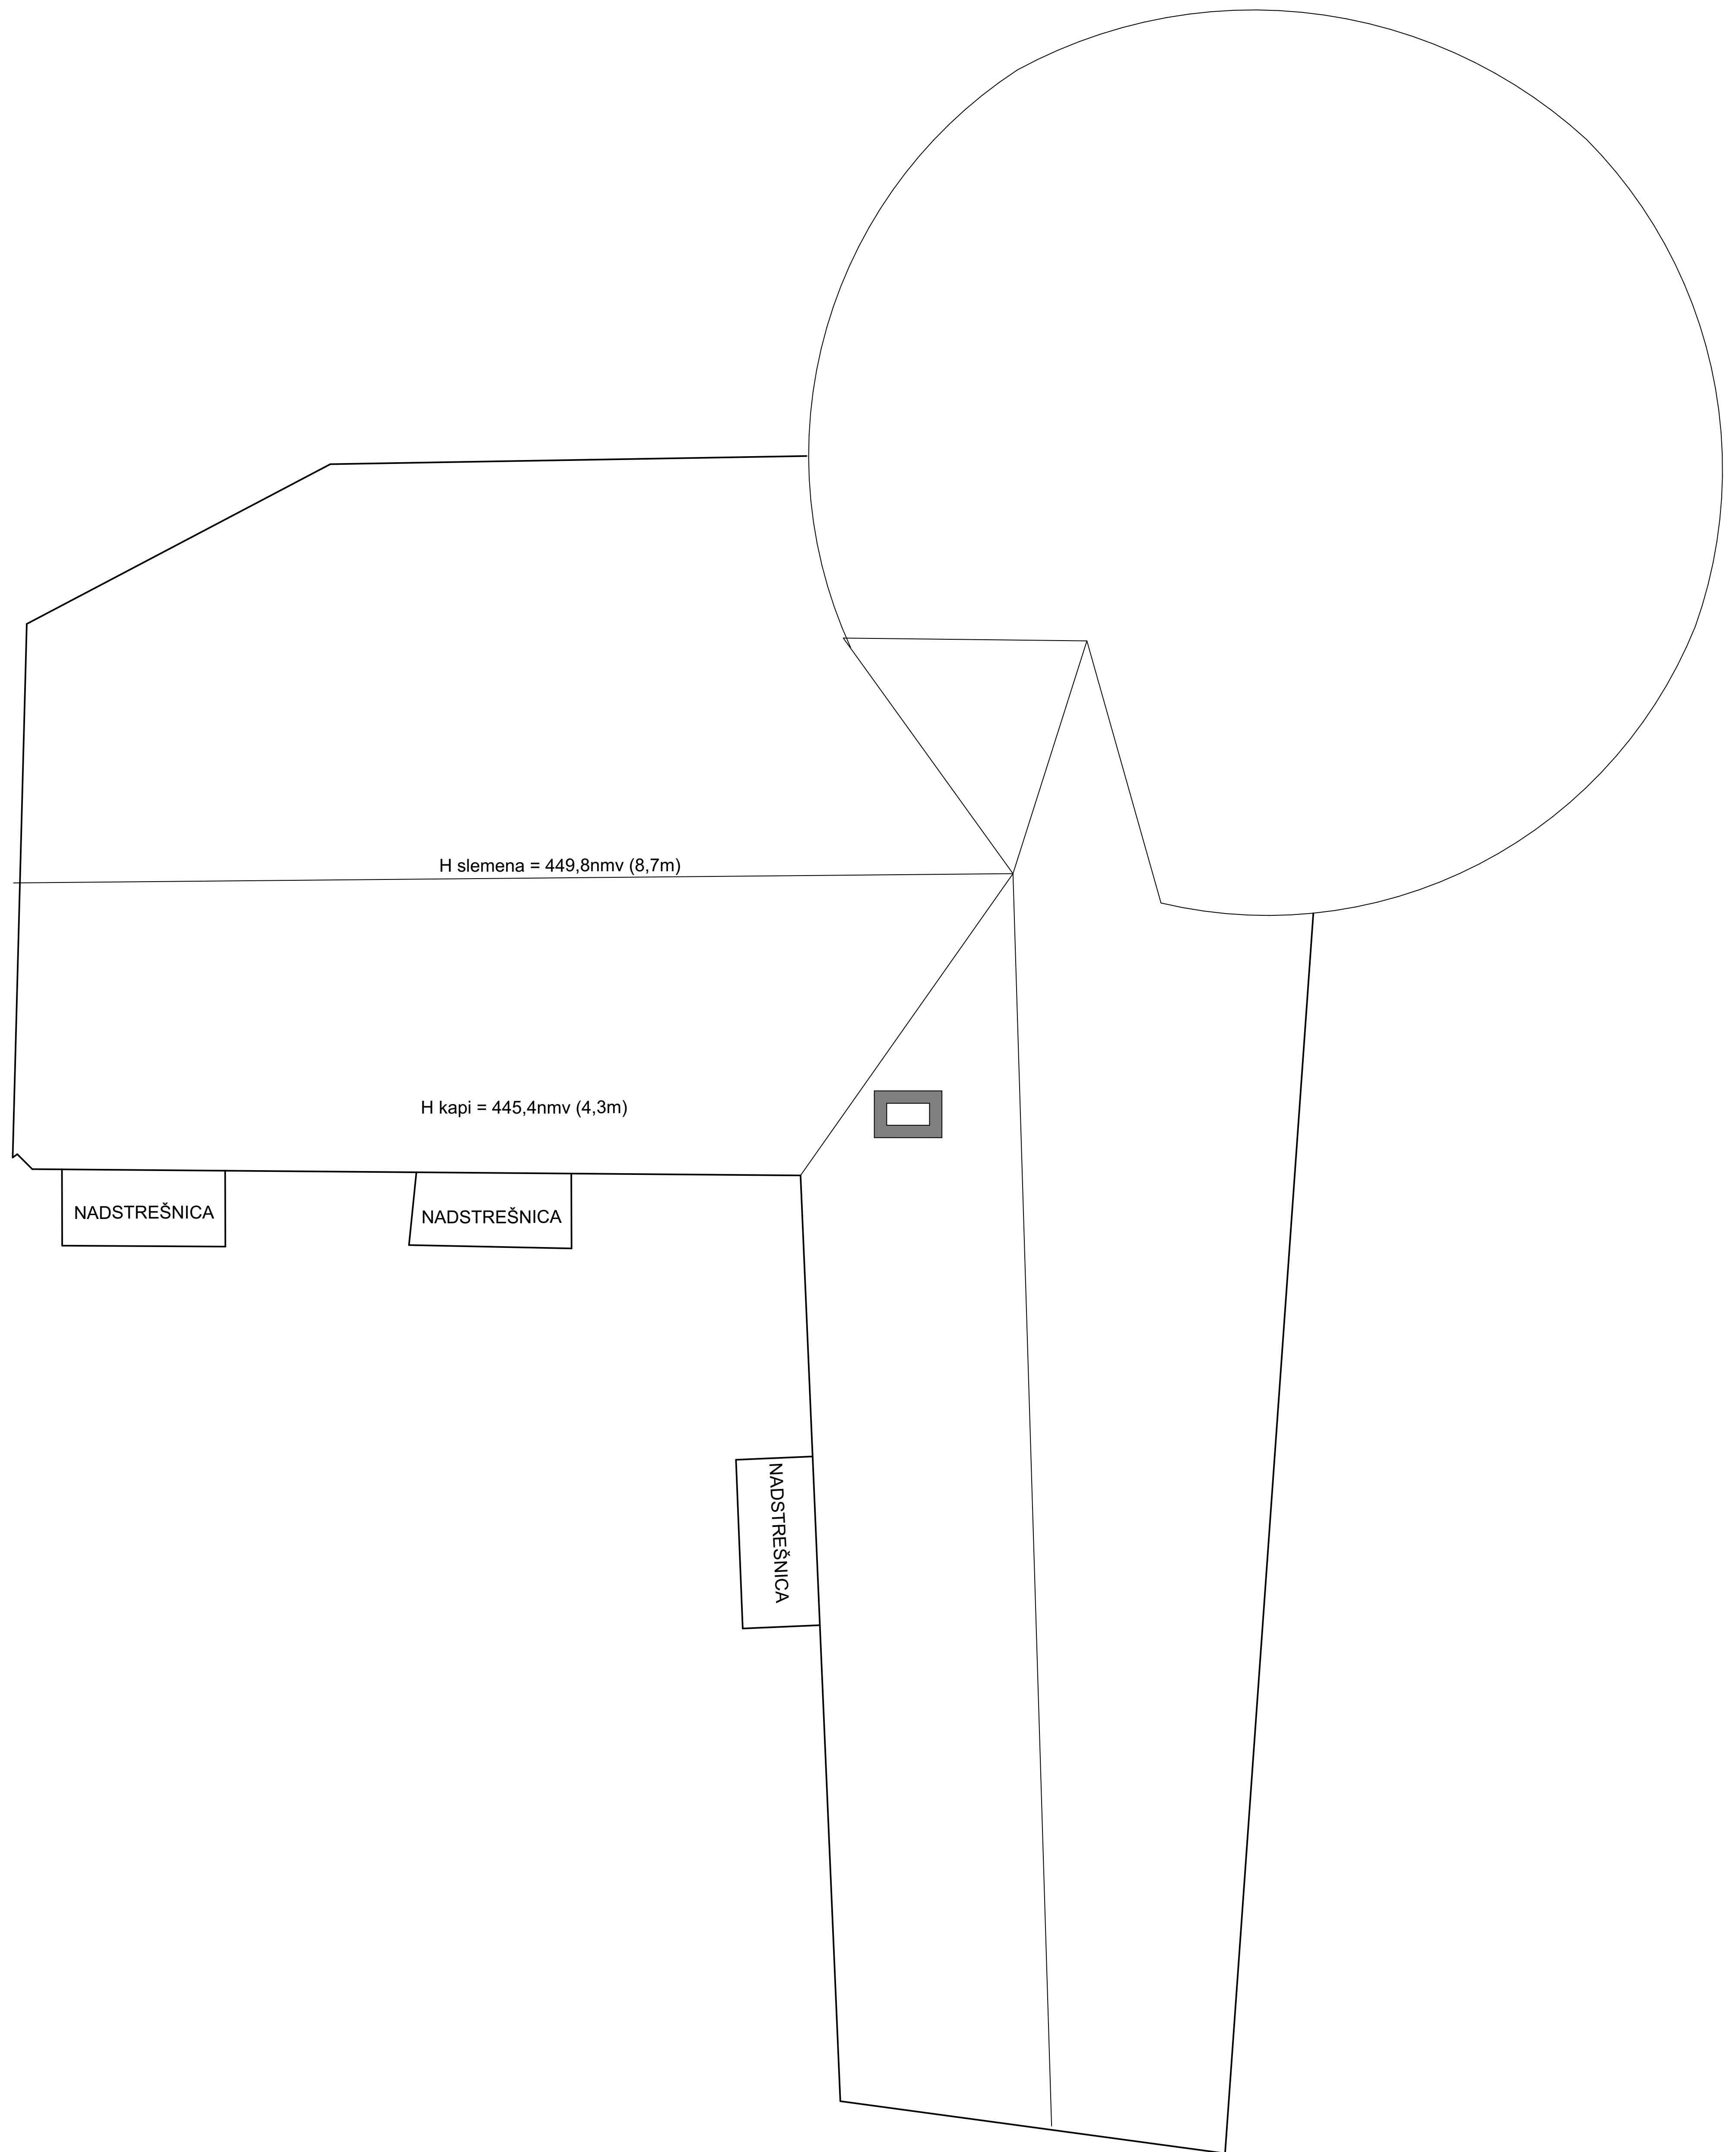 H slemena = 449,8nmv (8,7m)
H kapi = 445,4nmv (4,3m)
NADSTREŠNICA
NADSTREŠNICA
NADSTREŠNICA